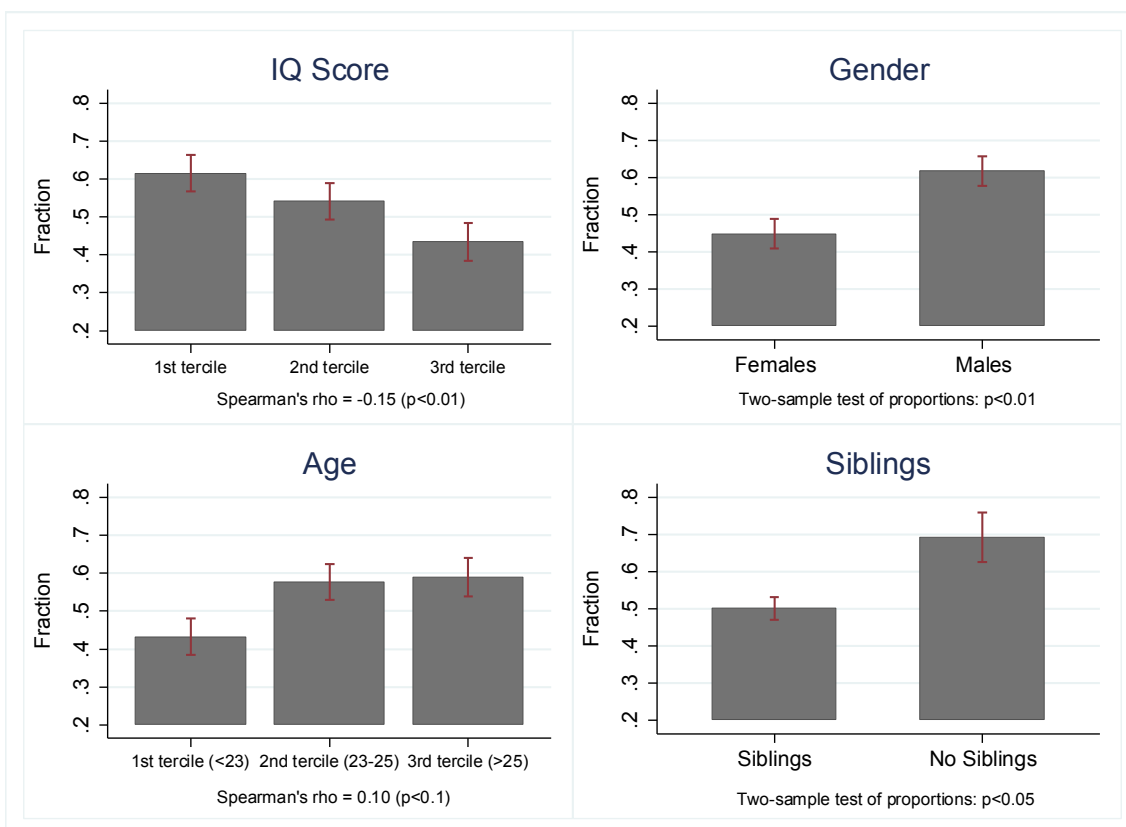 IQ Score
Fraction
.8
.7
.6
.5
.4
.3
.2
1st tercile 2nd tercile 3rd tercile
Spearman's rho = -0.15 (p<0.01)
Gender
Fraction
.8
.7
.6
.5
.4
.3
.2
Females Males
Two-sample test of proportions: p<0.01
Age
Fraction
.8
.7
.6
.5
.4
.3
.2
1st tercile (<23) 2nd tercile (23-25) 3rd tercile (>25)
Spearman's rho = 0.10 (p<0.1)
Siblings
Fraction
.8
.7
.6
.5
.4
.3
.2
Siblings No Siblings
Two-sample test of proportions: p<0.05